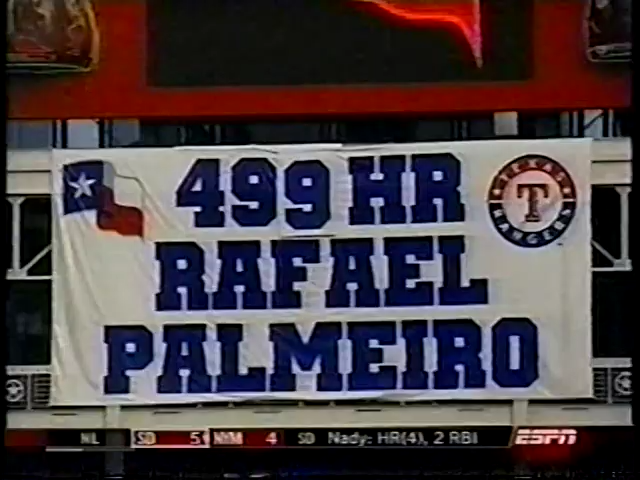 499 HR
TEXAS
T
RANGERS
RAFAEL
PALMEIRO
NL SD 5 NYM 4 SD Nady: HR(4), 2 RBI ESPN